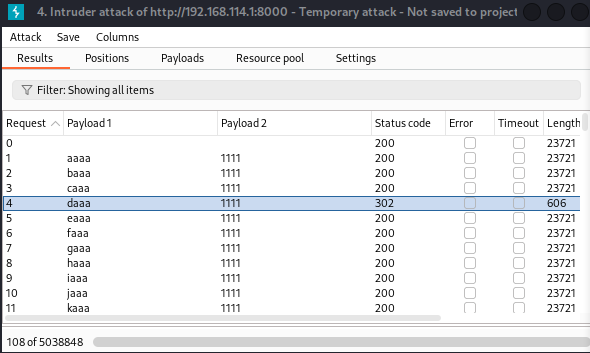 4. Intruder attack of http://192.168.114.1:8000 - Temporary attack - Not saved to project
Attack Save Columns
Results Positions Payloads Resource pool Settings
Filter: Showing all items
Request Payload 1 Payload 2 Status code Error Timeout Length
0 200 23721
1 aaaa 1111 200 23721
2 baaa 1111 200 23721
3 caaa 1111 200 23721
4 daaa 1111 302 606
5 eaaa 1111 200 23721
6 faaa 1111 200 23721
7 gaaa 1111 200 23721
8 haaa 1111 200 23721
9 iaaa 1111 200 23721
10 jaaa 1111 200 23721
11 kaaa 1111 200 23721
108 of 5038848